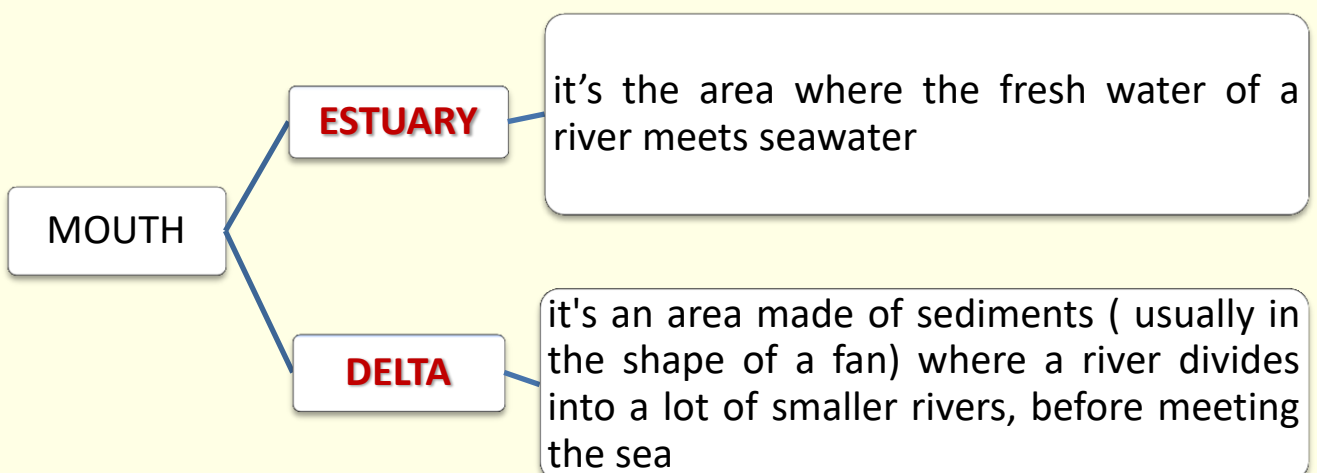 ESTUARY
it’s the area where the fresh water of a
river meets seawater
MOUTH
DELTA
it's an area made of sediments ( usually in
the shape of a fan) where a river divides
into a lot of smaller rivers, before meeting
the sea